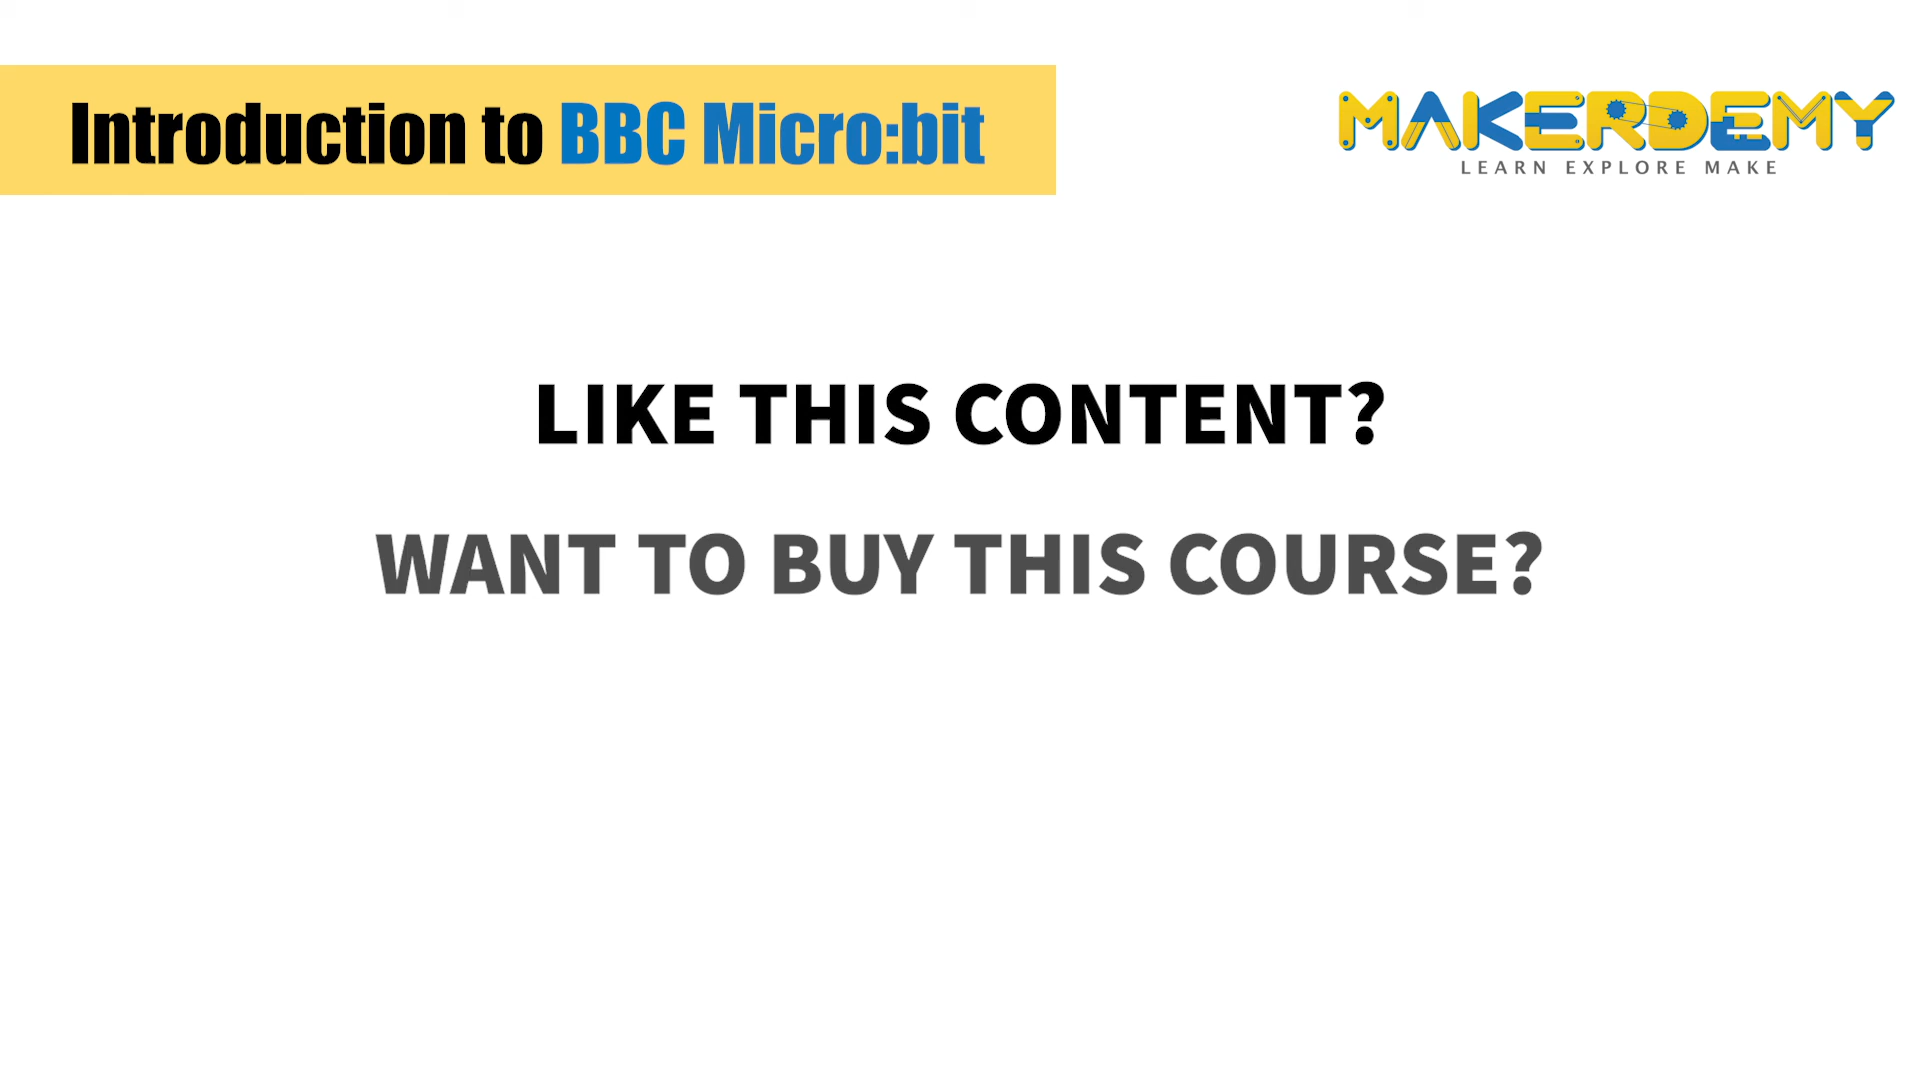 Introduction to BBC Micro:bit
MAKERDEMY
LEARN EXPLORE MAKE
LIKE THIS CONTENT?
WANT TO BUY THIS COURSE?